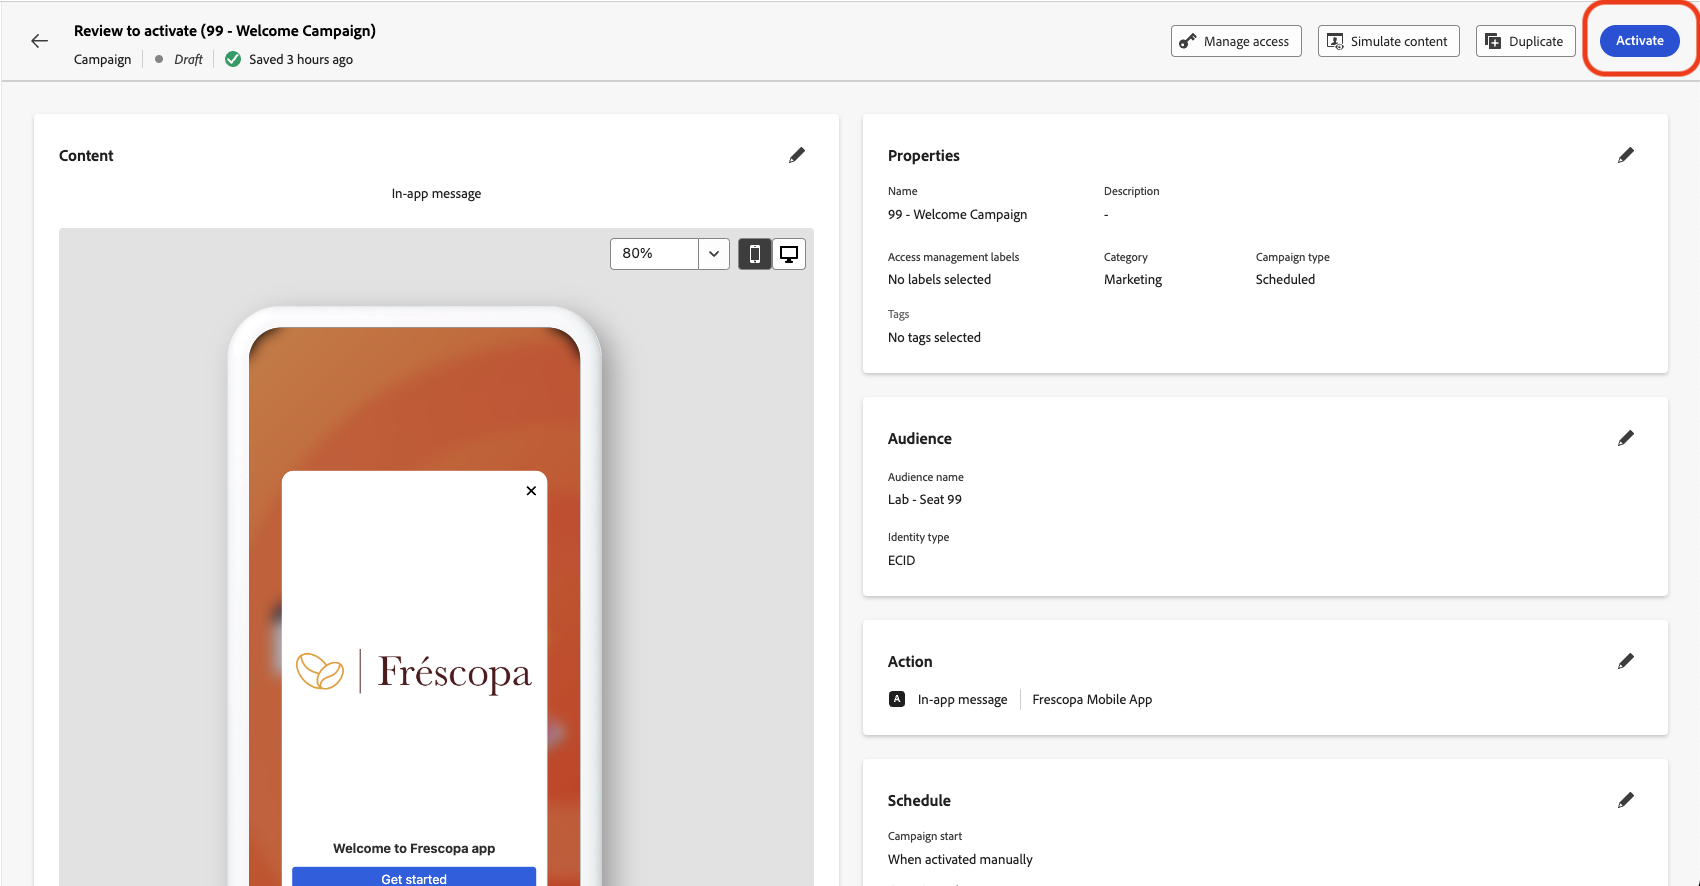 Review to activate (99 - Welcome Campaign)
Campaign
Draft
Saved 3 hours ago
Manage access
Simulate content
Duplicate
Activate
Content
In-app message
80%
Fréscopa
Welcome to Frescopa app
Get started
Properties
Name
Description
99 - Welcome Campaign
-
Access management labels
Category
Campaign type
No labels selected
Marketing
Scheduled
Tags
No tags selected
Audience
Audience name
Lab - Seat 99
Identity type
ECID
Action
A In-app message
Frescopa Mobile App
Schedule
Campaign start
When activated manually